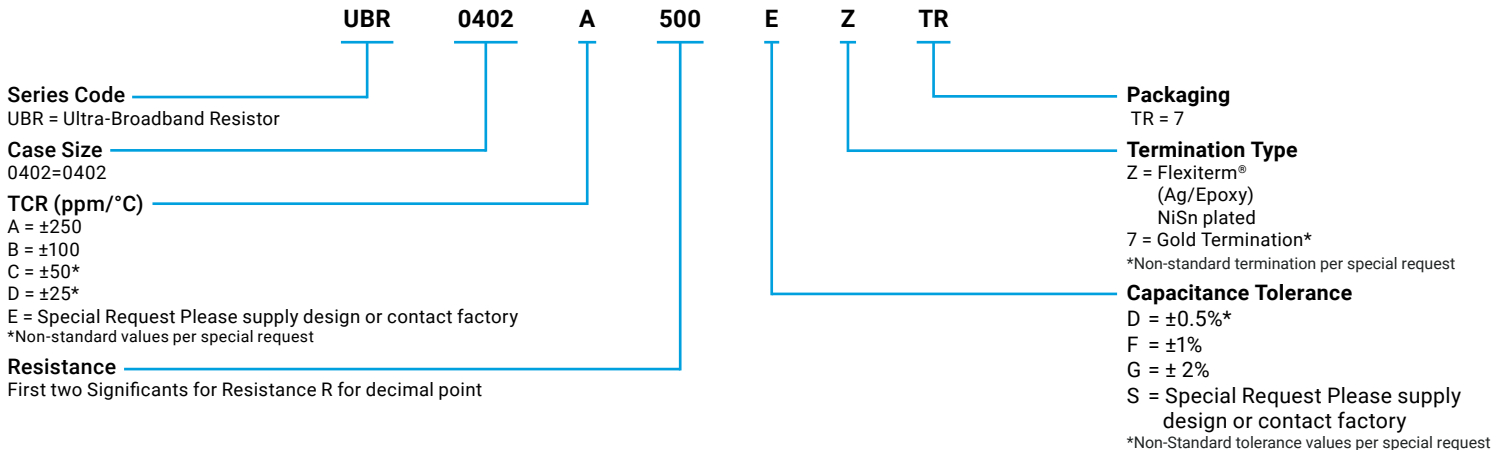 UBR 0402 A 500 E Z TR
Series Code
UBR = Ultra-Broadband Resistor
Case Size
0402=0402
TCR (ppm/°C)
A = ±250
B = ±100
C = ±50*
D = ±25*
E = Special Request Please supply design or contact factory
*Non-standard values per special request
Resistance
First two Significants for Resistance R for decimal point
Packaging
TR = 7
Termination Type
Z = Flexiterm®
(Ag/Epoxy)
NiSn plated
7 = Gold Termination*
*Non-standard termination per special request
Capacitance Tolerance
D = ±0.5%*
F = ±1%
G = ± 2%
S = Special Request Please supply
design or contact factory
*Non-Standard tolerance values per special request